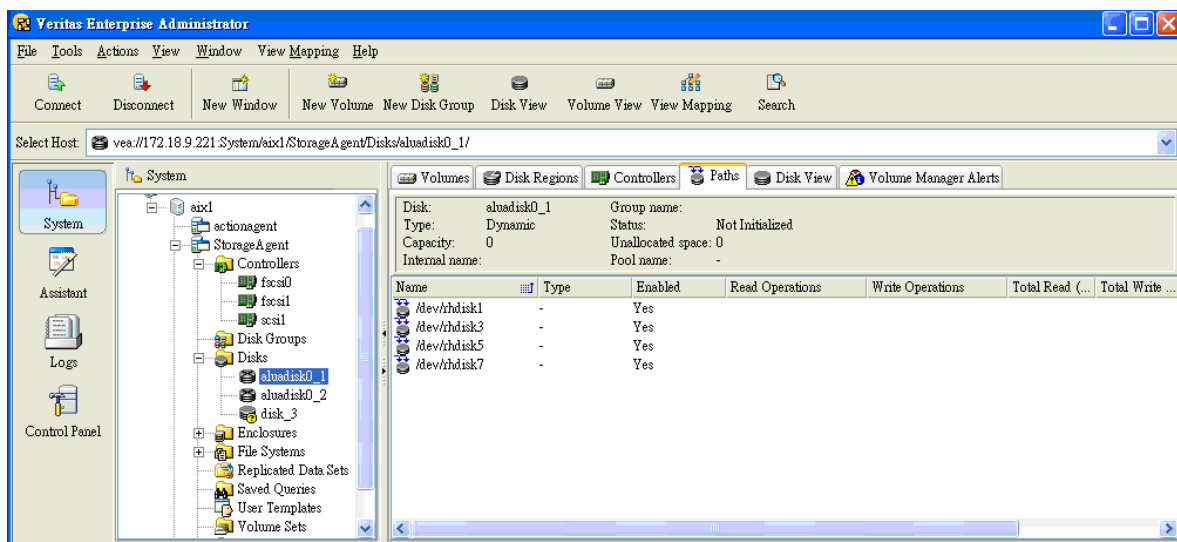 Veritas Enterprise Administrator
File Tools Actions View Window View Mapping Help
Connect Disconnect New Window New Volume New Disk Group Disk View Volume View View Mapping Search
Select Host: vea://172.18.9.221:System/aix1/StorageAgent/Disks/aluadisk0_1/
System
Assistant
Logs
Control Panel
System
aix1
actionagent
StorageAgent
Controllers
fscsi0
fscsi1
scsi1
Disk Groups
Disks
aluadisk0_1
aluadisk0_2
disk_3
Enclosures
File Systems
Replicated Data Sets
Saved Queries
User Templates
Volume Sets
Volumes Disk Regions Controllers Paths Disk View Volume Manager Alerts
Disk: aluadisk0_1 Group name:
Type: Dynamic Status: Not Initialized
Capacity: 0 Unallocated space: 0
Internal name: Pool name: -
Name Type Enabled Read Operations Write Operations Total Read (... Total Write ...
/dev/rhdisk1 - Yes
/dev/rhdisk3 - Yes
/dev/rhdisk5 - Yes
/dev/rhdisk7 - Yes